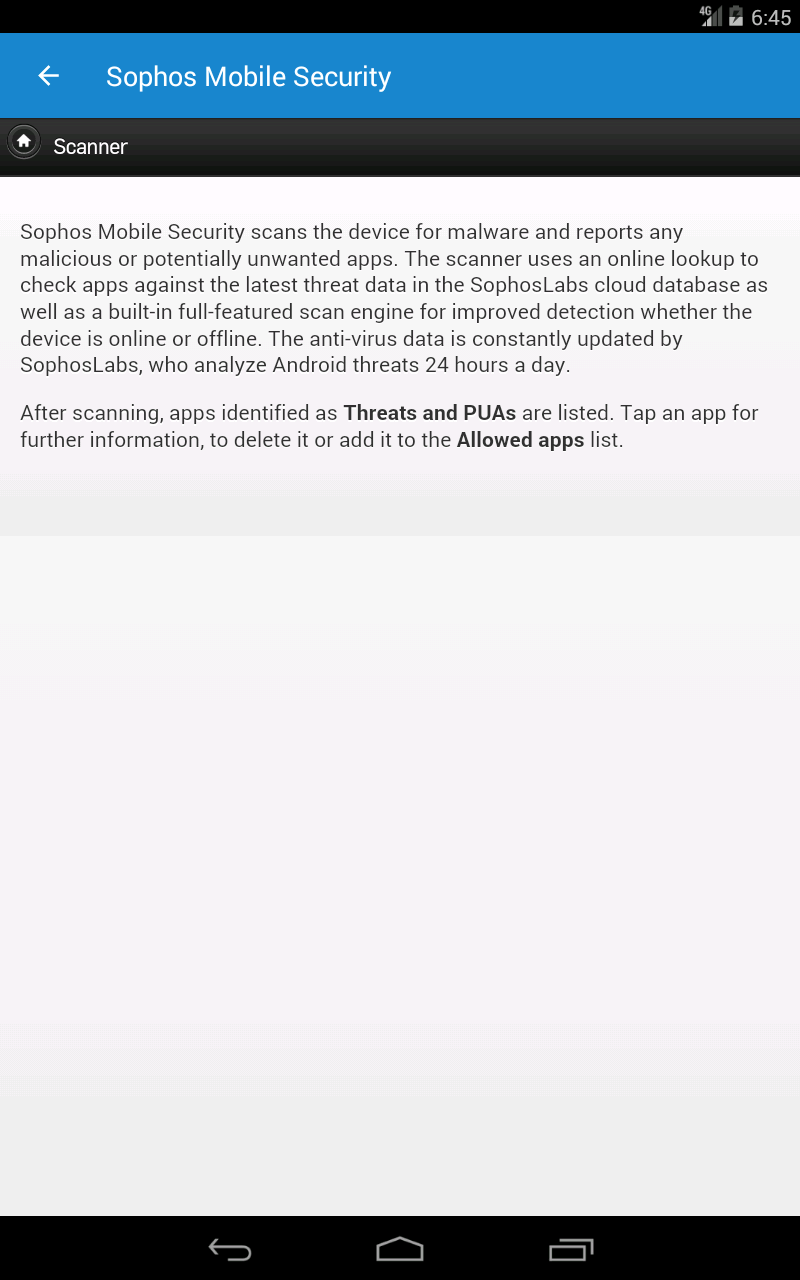 4G 6:45
Sophos Mobile Security
Scanner
Sophos Mobile Security scans the device for malware and reports any
malicious or potentially unwanted apps. The scanner uses an online lookup to
check apps against the latest threat data in the SophosLabs cloud database as
well as a built-in full-featured scan engine for improved detection whether the
device is online or offline. The anti-virus data is constantly updated by
SophosLabs, who analyze Android threats 24 hours a day.
After scanning, apps identified as Threats and PUAs are listed. Tap an app for
further information, to delete it or add it to the Allowed apps list.